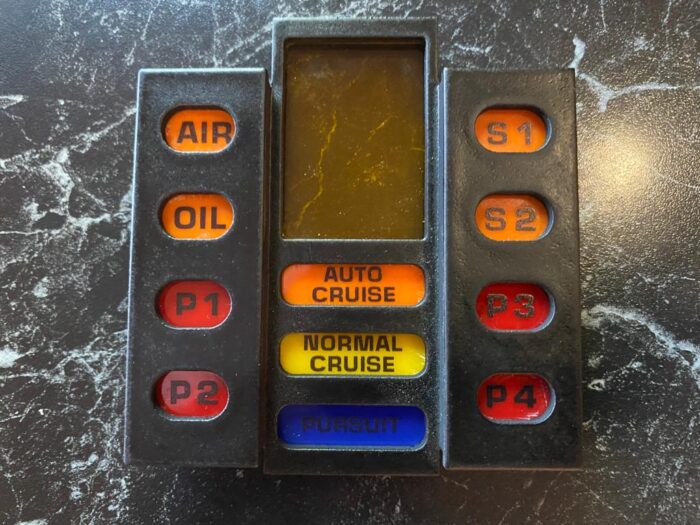 AIR
OIL
P1
P2
AUTO
CRUISE
NORMAL
CRUISE
PURSUIT
S1
S2
P3
P4